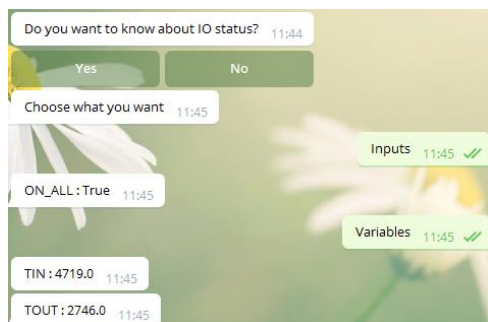 Do you want to know about IO status? 11:44
Yes No
Choose what you want 11:45
Inputs 11:45
ON_ALL : True 11:45
Variables 11:45
TIN : 4719.0 11:45
TOUT : 2746.0 11:45